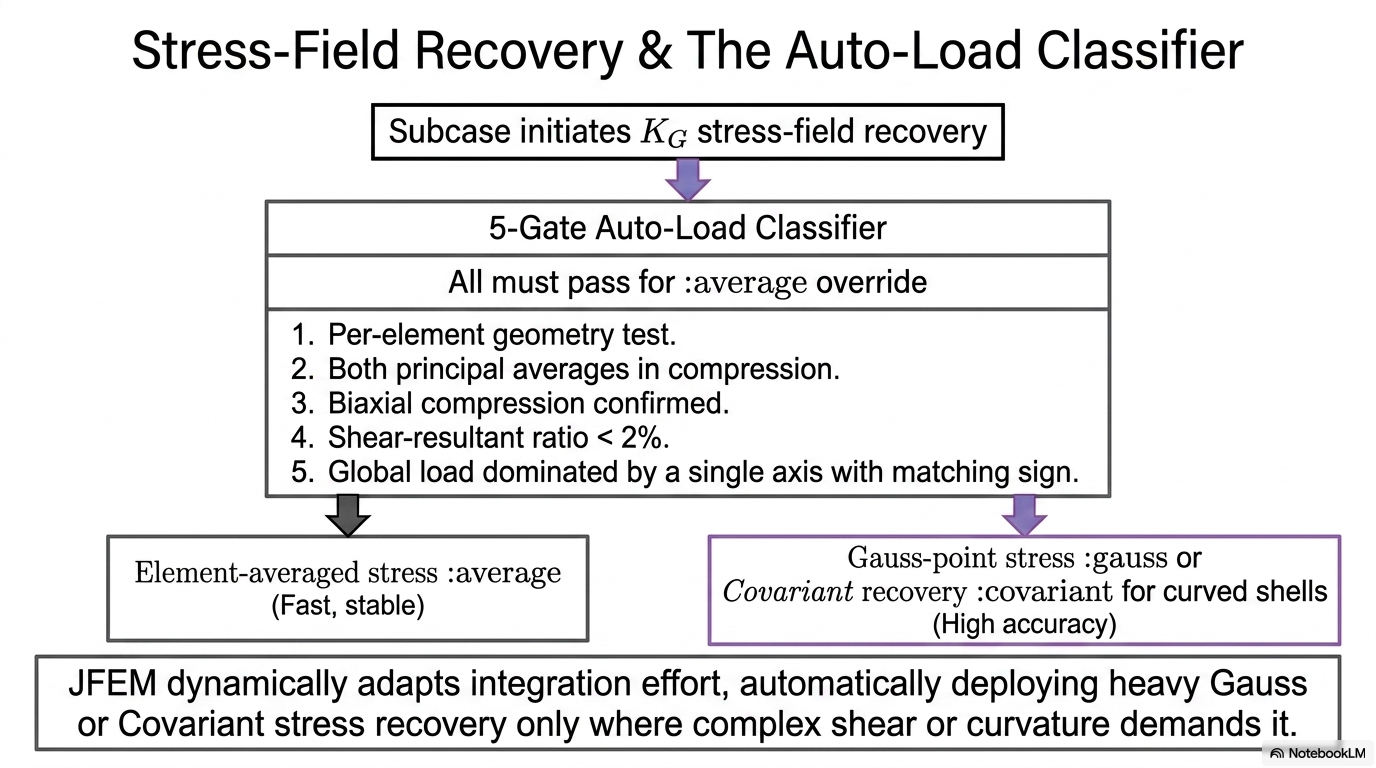 Stress-Field Recovery & The Auto-Load Classifier
Subcase initiates K_G stress-field recovery
5-Gate Auto-Load Classifier
All must pass for :average override
1. Per-element geometry test.
2. Both principal averages in compression.
3. Biaxial compression confirmed.
4. Shear-resultant ratio < 2%.
5. Global load dominated by a single axis with matching sign.
Element-averaged stress :average
(Fast, stable)
Gauss-point stress :gauss or
Covariant recovery :covariant for curved shells
(High accuracy)
JFEM dynamically adapts integration effort, automatically deploying heavy Gauss
or Covariant stress recovery only where complex shear or curvature demands it.
NotebookLM